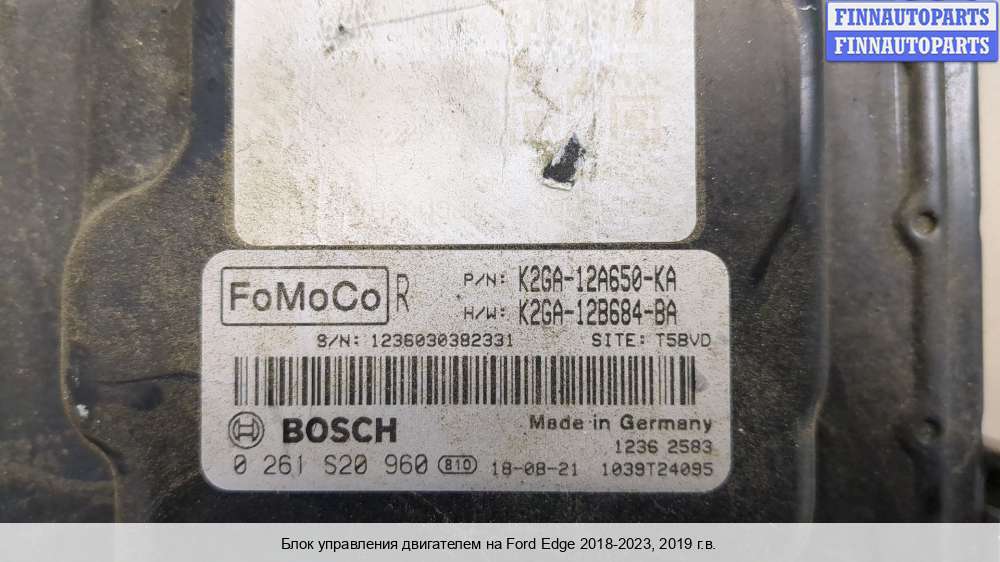 FINNAUTOPARTS
FINNAUTOPARTS
FoMoCo R
P/N: K2GA-12A650-KA
H/W: K2GA-12B684-BA
S/N: 1236030382331 SITE: T5BVD
BOSCH
Made in Germany
1236 2583
0 261 S20 960 810 18-08-21 1039T24095
Блок управления двигателем на Ford Edge 2018-2023, 2019 г.в.